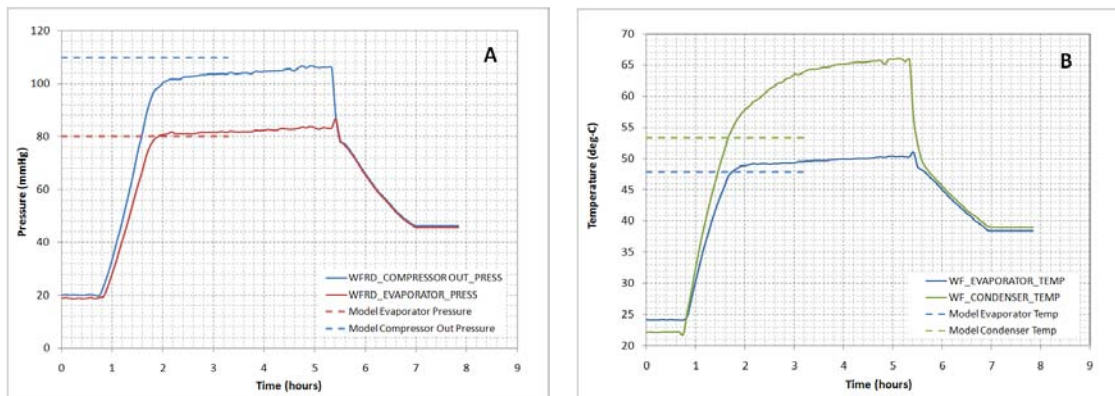 A
Pressure (mmHg)
120
100
80
60
40
20
0
0 1 2 3 4 5 6 7 8 9
Time (hours)
WFRD_COMPRESSOR OUT_PRESS
WFRD_EVAPORATOR_PRESS
Model Evaporator Pressure
Model Compressor Out Pressure
B
Temperature (deg-C)
70
65
60
55
50
45
40
35
30
25
20
0 1 2 3 4 5 6 7 8 9
Time (hours)
WF_EVAPORATOR_TEMP
WF_CONDENSER_TEMP
Model Evaporator Temp
Model Condenser Temp